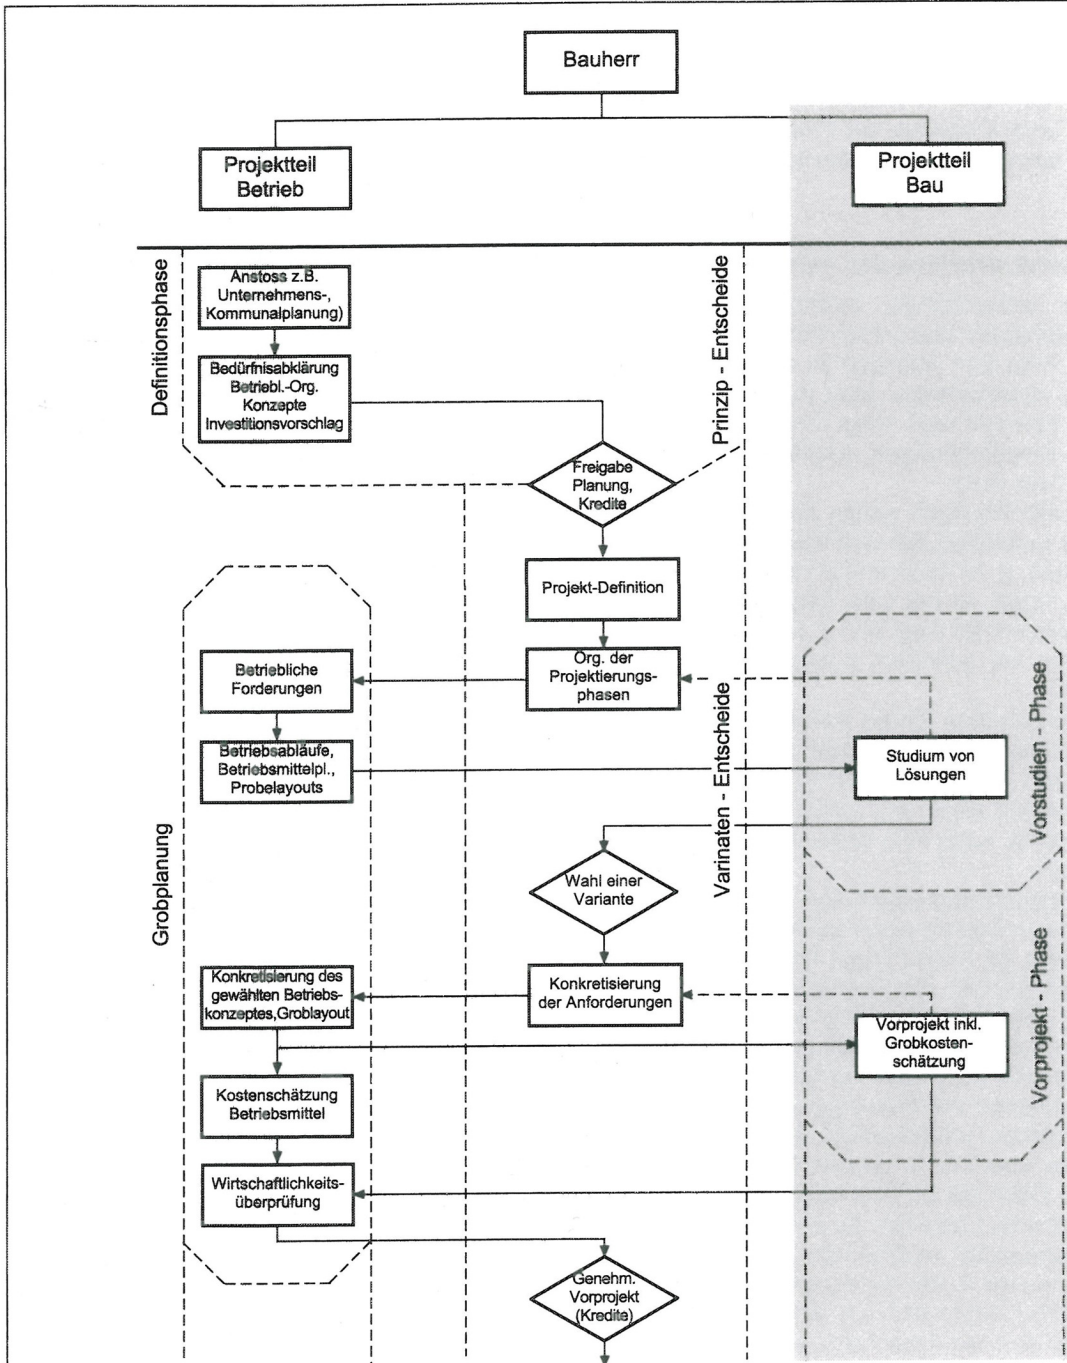 Bauherr
Projektteil
Betrieb
Projektteil
Bau
Definitionsphase
Anstoss z.B.
Unternehmens-,
Kommunalplanung)
Bedürfnisabklärung
Betriebl.-Org.
Konzepte
Investitionsvorschlag
Prinzip - Entscheide
Freigabe
Planung,
Kredite
Projekt-Definition
Org. der
Projektierungs-
phasen
Betriebliche
Forderungen
Betriebsabläufe,
Betriebsmittelpl.,
Probelayouts
Studium von
Lösungen
Vorstudien - Phase
Varinaten - Entscheide
Wahl einer
Variante
Grobplanung
Konkretisierung
der Anforderungen
Konkretisierung des
gewählten Betriebs-
konzeptes,Groblayout
Vorprojekt inkl.
Grobkosten-
schätzung
Vorprojekt - Phase
Kostenschätzung
Betriebsmittel
Wirtschaftlichkeits-
überprüfung
Genehm.
Vorprojekt
(Kredite)